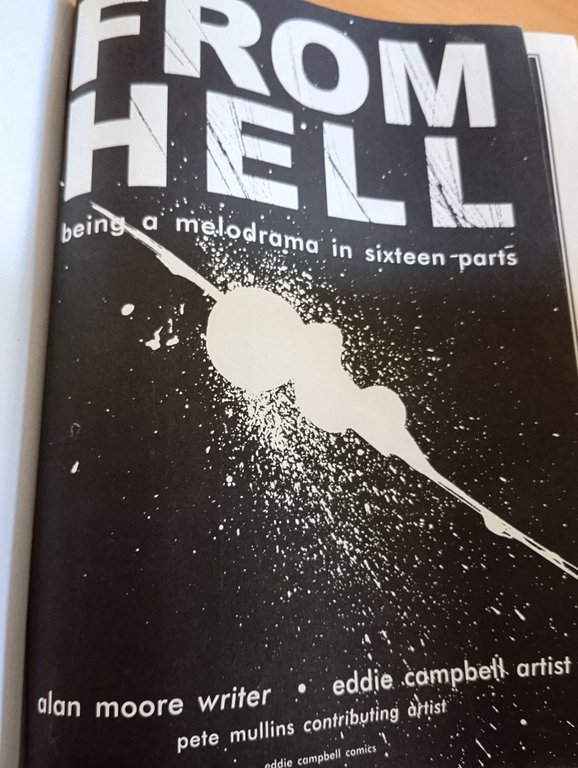 FROM
HELL
being a melodrama in sixteen parts
alan moore writer • eddie campbell artist
pete mullins contributing artist
eddie campbell comics